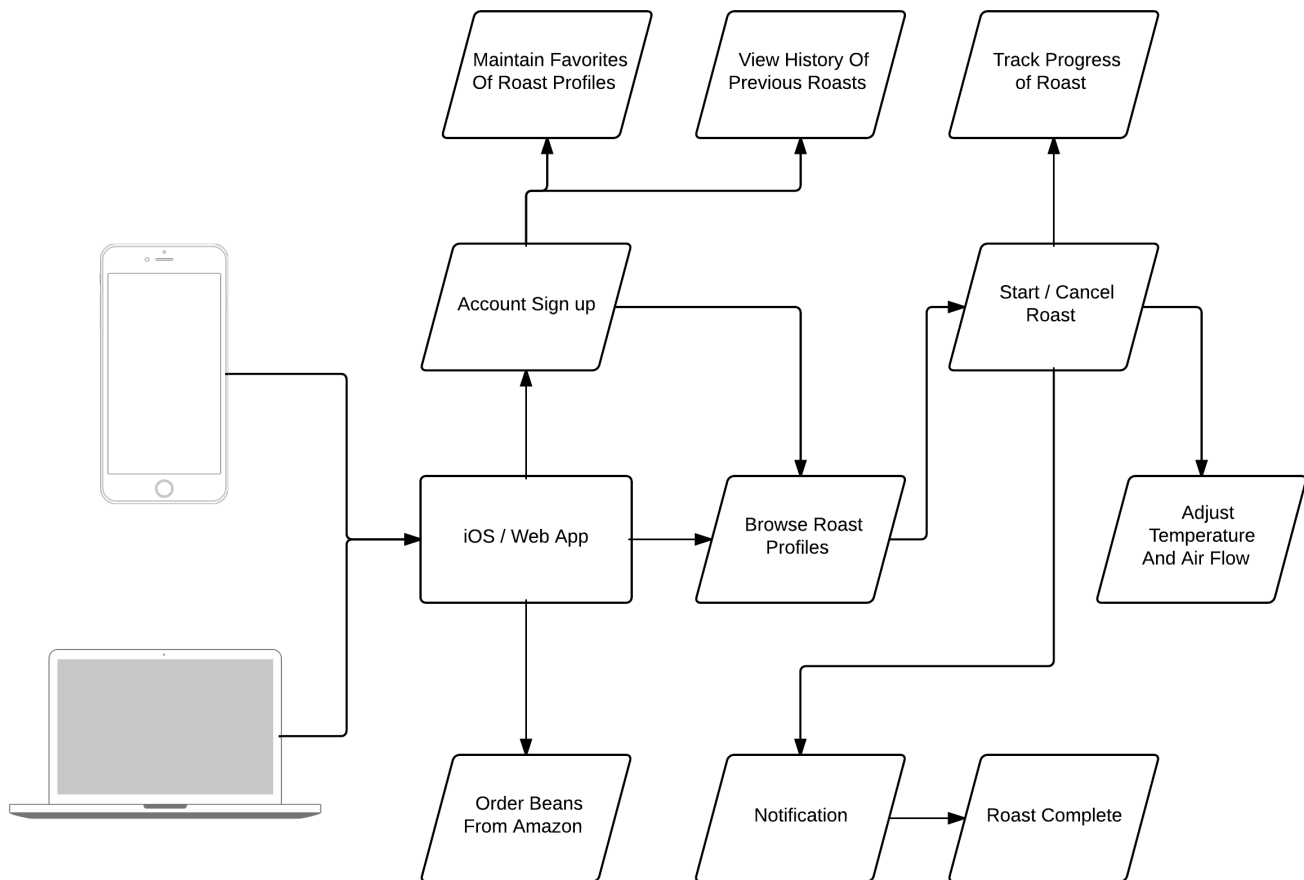 Maintain Favorites
Of Roast Profiles
View History Of
Previous Roasts
Track Progress
of Roast
Account Sign up
Start / Cancel
Roast
iOS / Web App
Browse Roast
Profiles
Adjust
Temperature
And Air Flow
Order Beans
From Amazon
Notification
Roast Complete